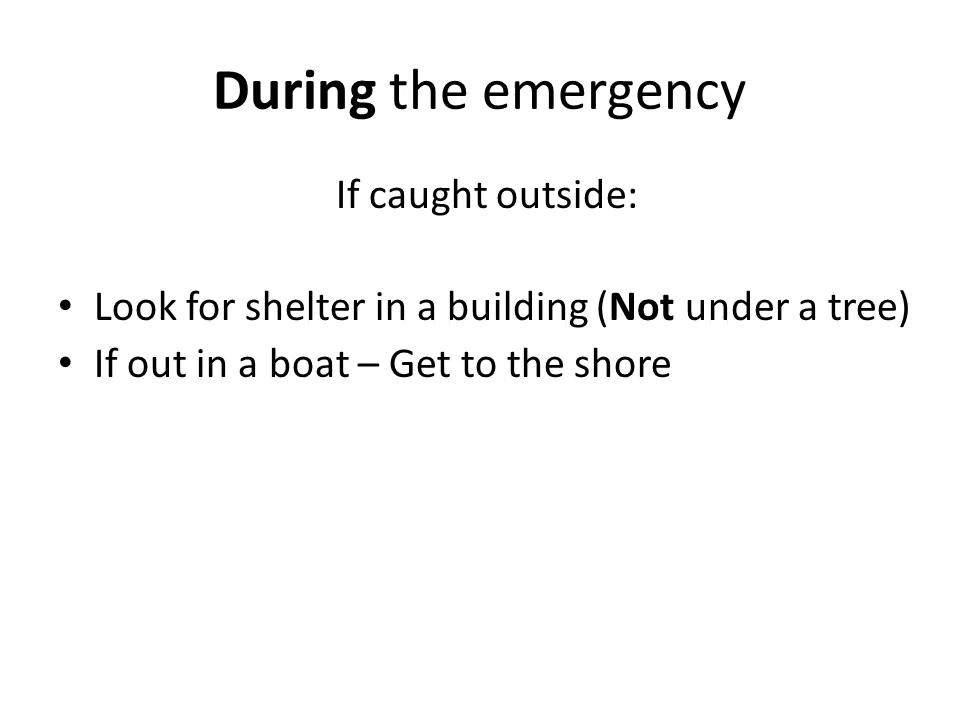 During the emergency
If caught outside:
• Look for shelter in a building (Not under a tree)
• If out in a boat – Get to the shore